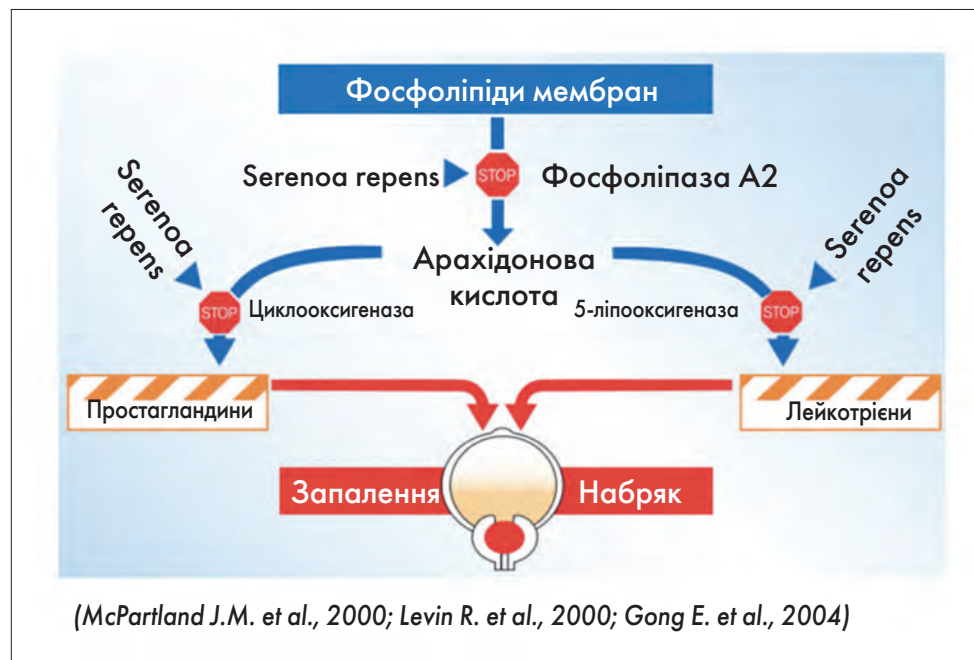 Фосфоліпіди мембран
Serenoa repens
STOP
Фосфоліпаза А2
Serenoa
repens
Serenoa
repens
Арахідонова
кислота
STOP
Циклооксигеназа
5-ліпооксигеназа
STOP
Простагландини
Лейкотрієни
Запалення
Набряк
(McPartland J.M. et al., 2000; Levin R. et al., 2000; Gong E. et al., 2004)